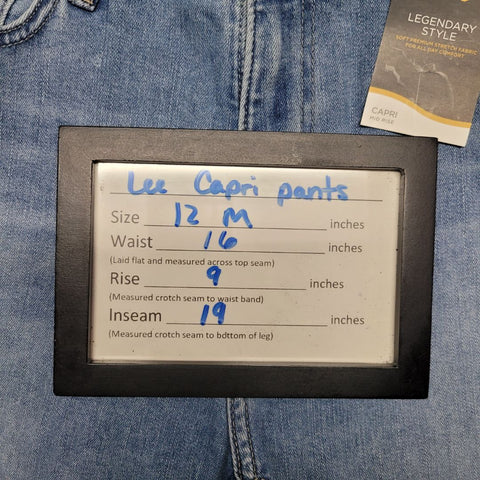 LEGENDARY
STYLE
SOFT PREMIUM STRETCH FABRIC
FOR ALL DAY COMFORT
CAPRI
MID RISE
Lee Capri pants
Size 12 M inches
Waist 16 inches
(Laid flat and measured across top seam)
Rise 9 inches
(Measured crotch seam to waist band)
Inseam 19 inches
(Measured crotch seam to bottom of leg)